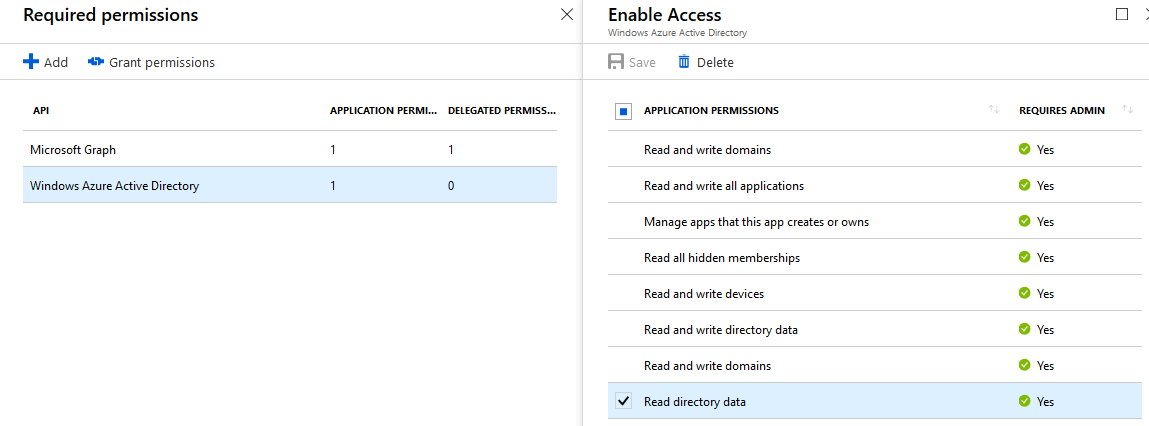 Required permissions
Add Grant permissions
API APPLICATION PERMI... DELEGATED PERMISS...
Microsoft Graph 1 1
Windows Azure Active Directory 1 0
Enable Access
Windows Azure Active Directory
Save Delete
APPLICATION PERMISSIONS REQUIRES ADMIN
Read and write domains Yes
Read and write all applications Yes
Manage apps that this app creates or owns Yes
Read all hidden memberships Yes
Read and write devices Yes
Read and write directory data Yes
Read and write domains Yes
Read directory data Yes